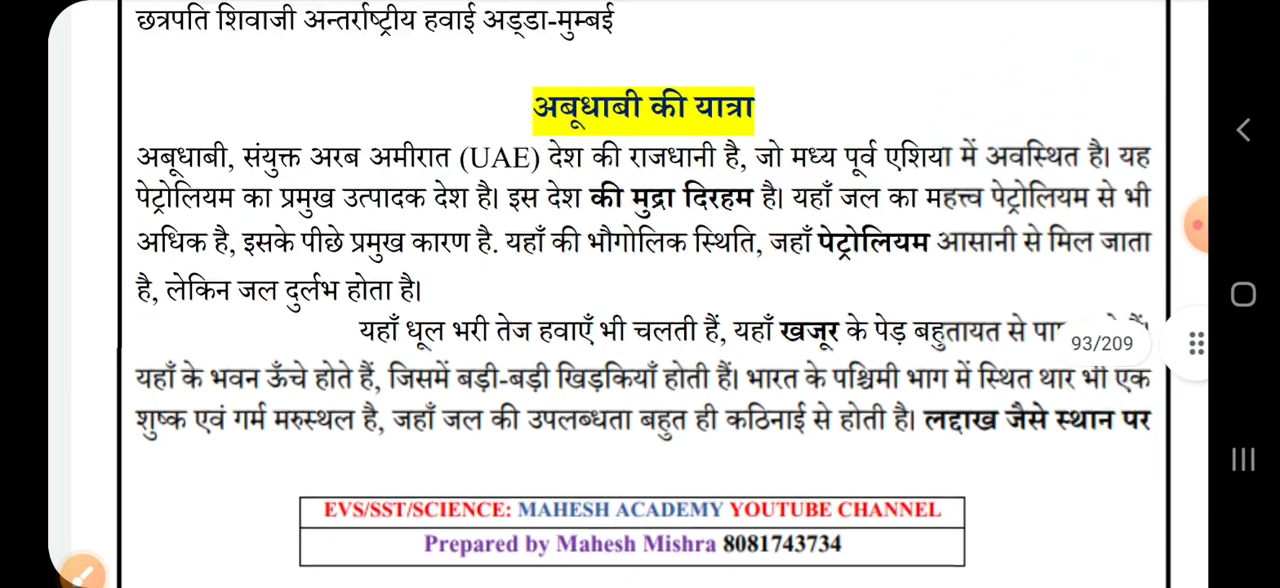 छत्रपति शिवाजी अन्तर्राष्ट्रीय हवाई अड्डा-मुम्बई
अबूधाबी की यात्रा
अबूधाबी, संयुक्त अरब अमीरात (UAE) देश की राजधानी है, जो मध्य पूर्व एशिया में अवस्थित है। यह
पेट्रोलियम का प्रमुख उत्पादक देश है। इस देश की मुद्रा दिरहम है। यहाँ जल का महत्त्व पेट्रोलियम से भी
अधिक है, इसके पीछे प्रमुख कारण है. यहाँ की भौगोलिक स्थिति, जहाँ पेट्रोलियम आसानी से मिल जाता
है, लेकिन जल दुर्लभ होता है।
यहाँ धूल भरी तेज हवाएँ भी चलती हैं, यहाँ खजूर के पेड़ बहुतायत से
93/209
यहाँ के भवन ऊँचे होते हैं, जिसमें बड़ी-बड़ी खिड़कियाँ होती हैं। भारत के पश्चिमी भाग में स्थित थार भी एक
शुष्क एवं गर्म मरुस्थल है, जहाँ जल की उपलब्धता बहुत ही कठिनाई से होती है। लद्दाख जैसे स्थान पर
EVS/SST/SCIENCE: MAHESH ACADEMY YOUTUBE CHANNEL
Prepared by Mahesh Mishra 8081743734